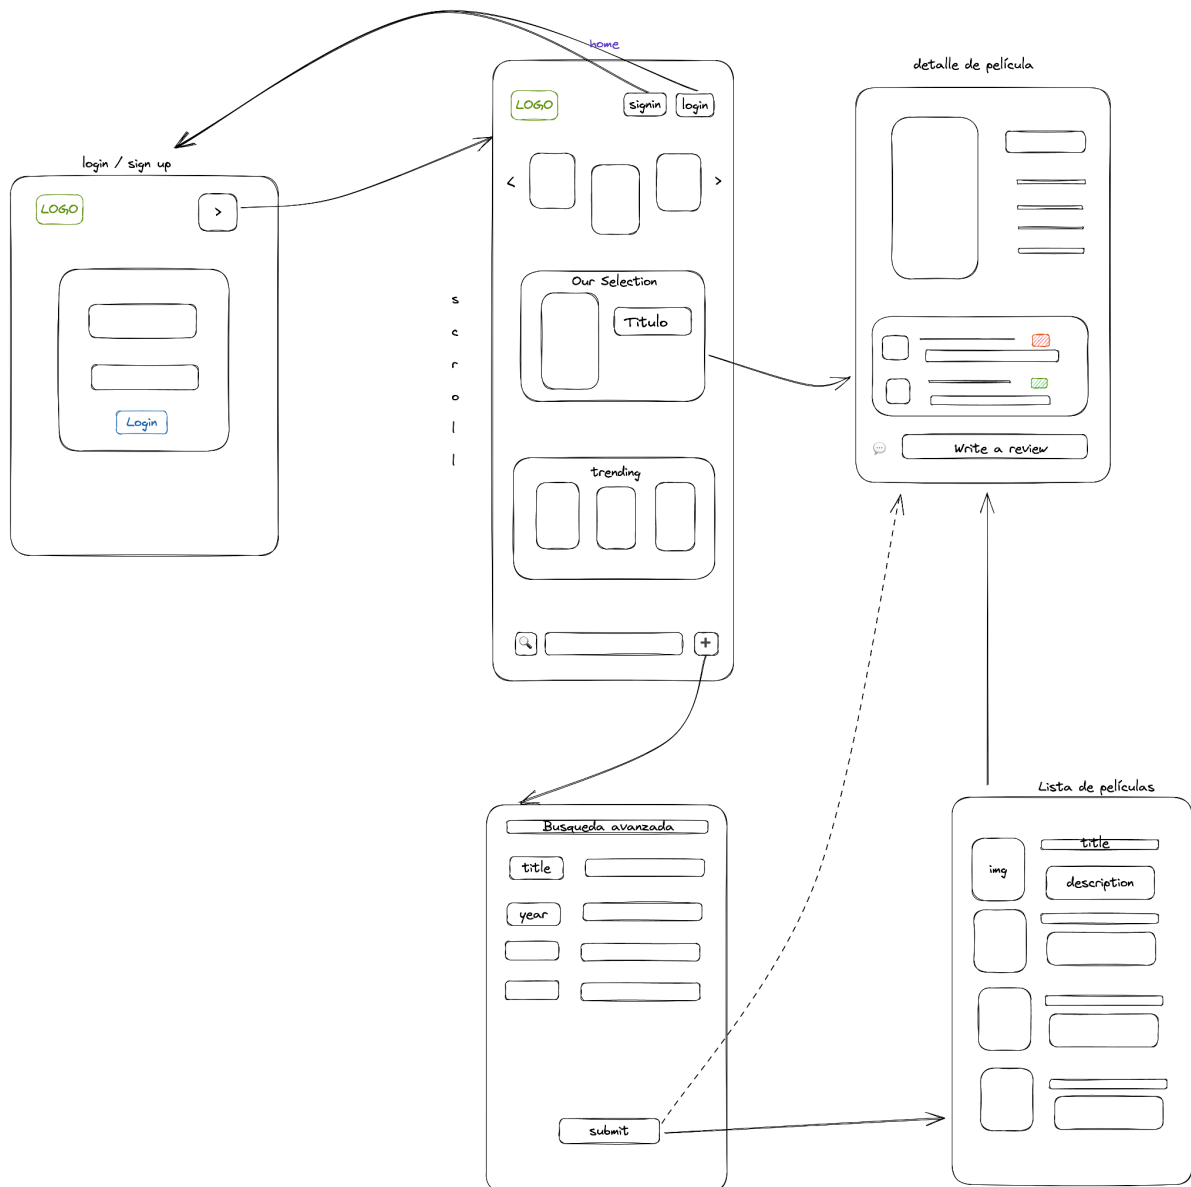 home
signin
login
LOGO
<
>
Our Selection
Titulo
trending
+
s
c
r
o
l
l
login / sign up
LOGO
>
Login
detalle de película
Write a review
Busqueda avanzada
title
year
submit
Lista de películas
img
title
description